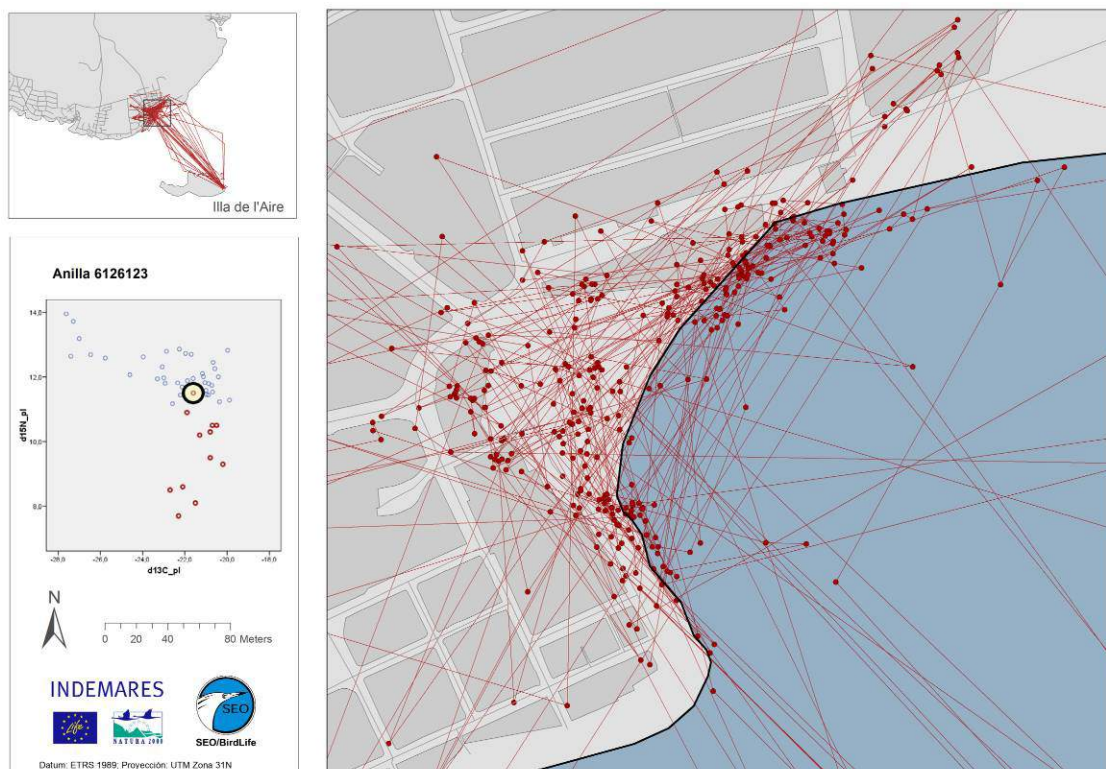 Illa de l'Aire
Anilla 6126123
14,0
12,0
10,0
8,0
d15N_pl
-28,0 -26,0 -24,0 -22,0 -20,0 -18,0
d13C_pl
N
0 20 40 60 80 Meters
INDEMARES
SEO
Life
NATURA 2000
SEO/BirdLife
Datum: ETRS 1989; Proyección: UTM Zona 31N